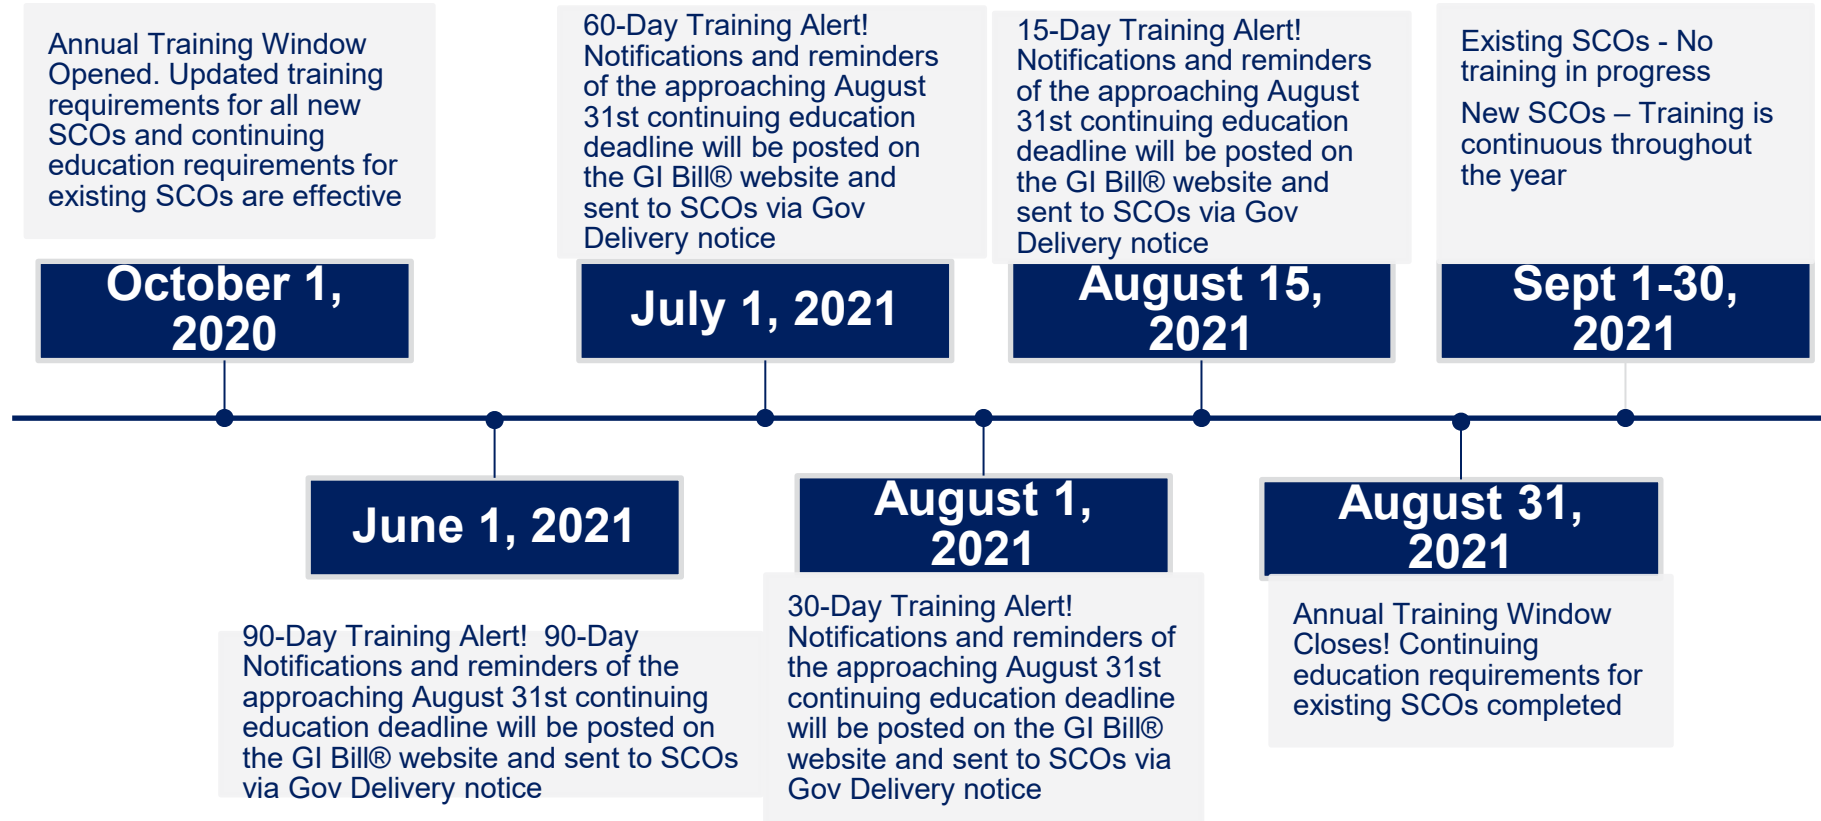 Annual Training Window
Opened. Updated training
requirements for all new
SCOs and continuing
education requirements for
existing SCOs are effective
October 1,
2020
60-Day Training Alert!
Notifications and reminders
of the approaching August
31st continuing education
deadline will be posted on
the GI Bill® website and
sent to SCOs via Gov
Delivery notice
July 1, 2021
15-Day Training Alert!
Notifications and reminders
of the approaching August
31st continuing education
deadline will be posted on
the GI Bill® website and
sent to SCOs via Gov
Delivery notice
August 15,
2021
Existing SCOs - No
training in progress
New SCOs – Training is
continuous throughout
the year
Sept 1-30,
2021
June 1, 2021
90-Day Training Alert!  90-Day
Notifications and reminders of the
approaching August 31st continuing
education deadline will be posted on
the GI Bill® website and sent to SCOs
via Gov Delivery notice
August 1,
2021
30-Day Training Alert!
Notifications and reminders of
the approaching August 31st
continuing education deadline
will be posted on the GI Bill®
website and sent to SCOs via
Gov Delivery notice
August 31,
2021
Annual Training Window
Closes! Continuing
education requirements for
existing SCOs completed